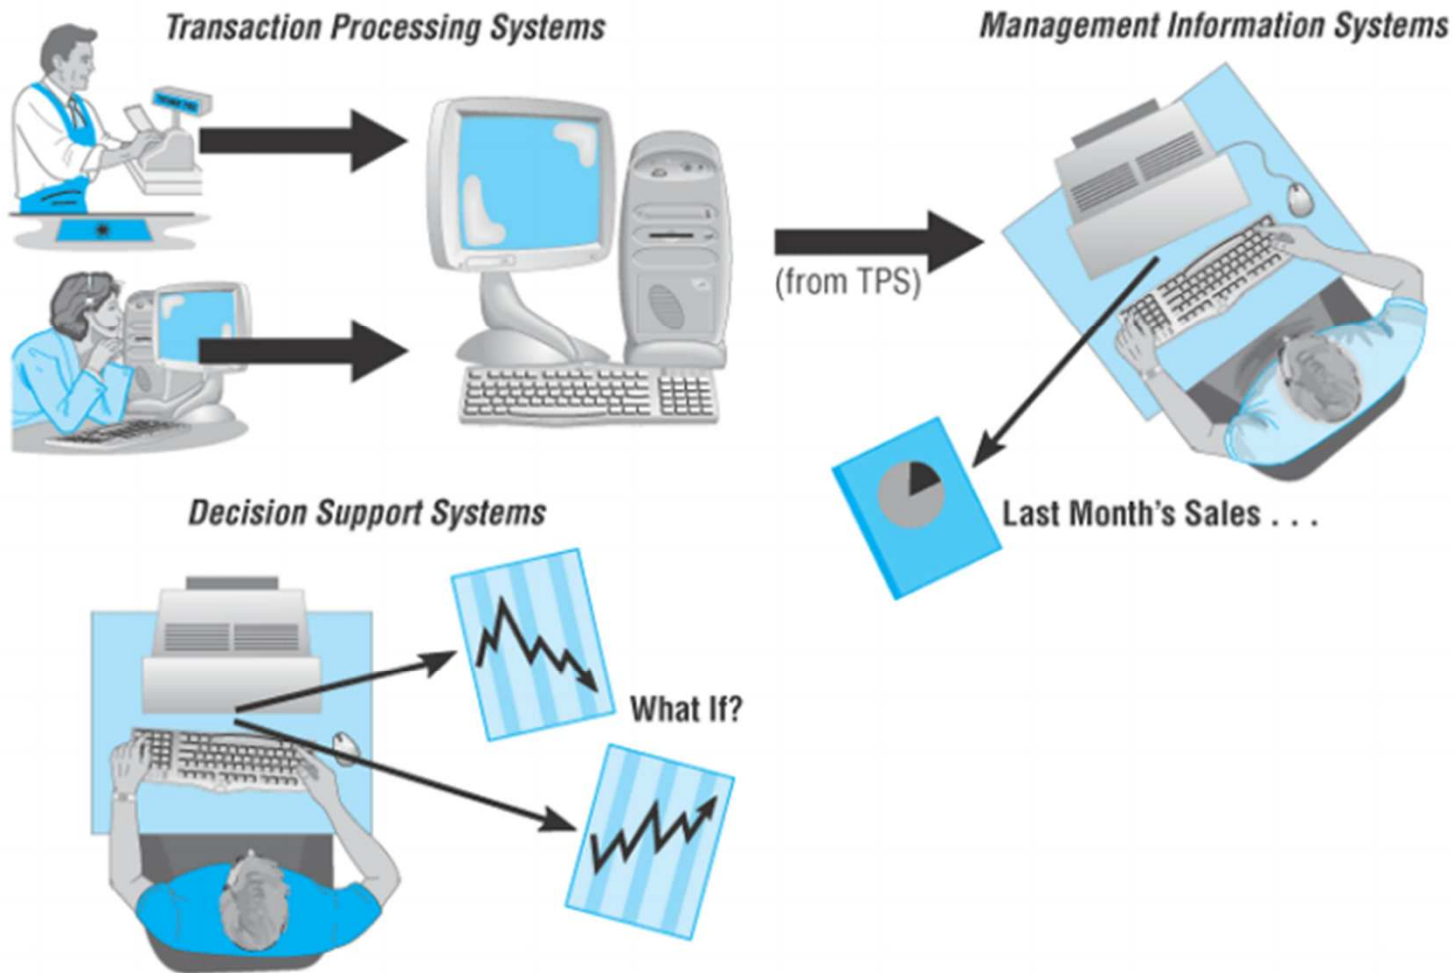 Transaction Processing Systems
Management Information Systems
(from TPS)
Last Month's Sales . . .
Decision Support Systems
What If?